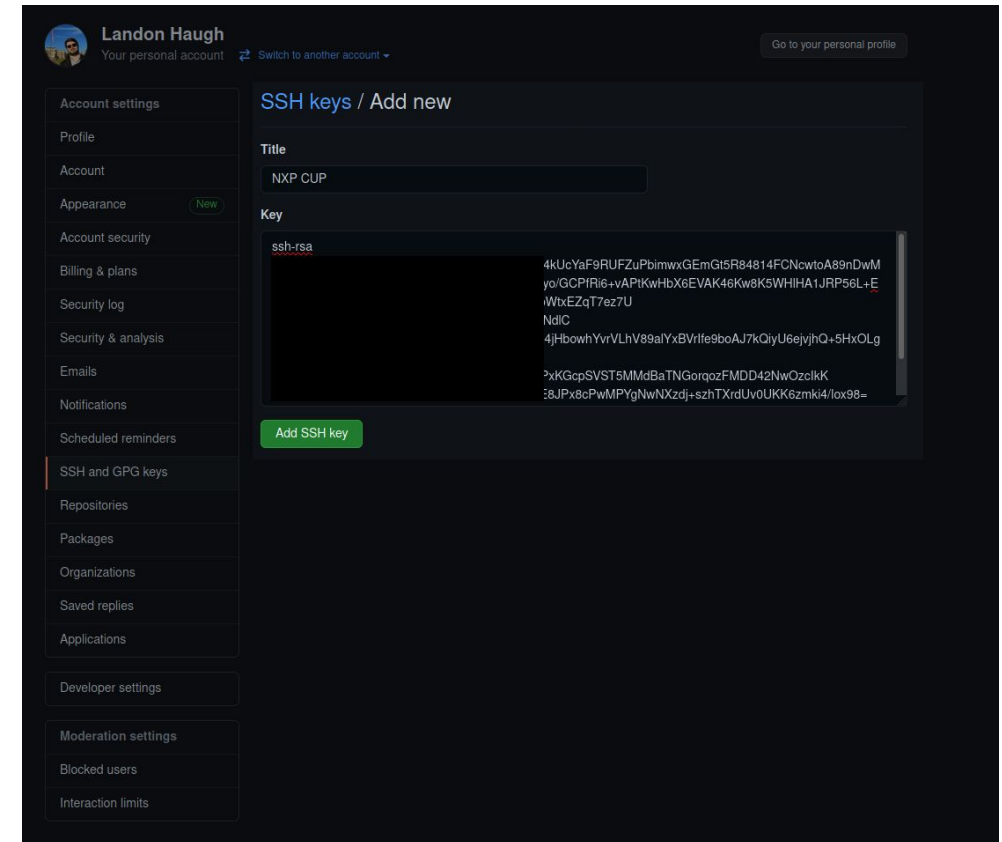 Landon Haugh
Your personal account Switch to another account
Go to your personal profile
Account settings
Profile
Account
Appearance New
Account security
Billing & plans
Security log
Security & analysis
Emails
Notifications
Scheduled reminders
SSH and GPG keys
Repositories
Packages
Organizations
Saved replies
Applications
Developer settings
Moderation settings
Blocked users
Interaction limits
SSH keys / Add new
Title
NXP CUP
Key
ssh-rsa
4kUcYaF9RUFZuPbimwxGEmGt5R84814FCNcwtoA89nDwM
yo/GCPfRi6+vAPtKwHbX6EVAK46Kw8K5WHIHA1JRP56L+E
WtxEZqT7ez7U
NdlC
4jHbowhYvrVLhV89alYxBVrIfe9boAJ7kQiyU6ejvjhQ+5HxOLg
PxKGcpSVST5MMdBaTNGorqozFMDD42NwOzclkK
E8JPx8cPwMPYgNwNXzdj+szhTXrdUv0UKK6zmki4/lox98=
Add SSH key